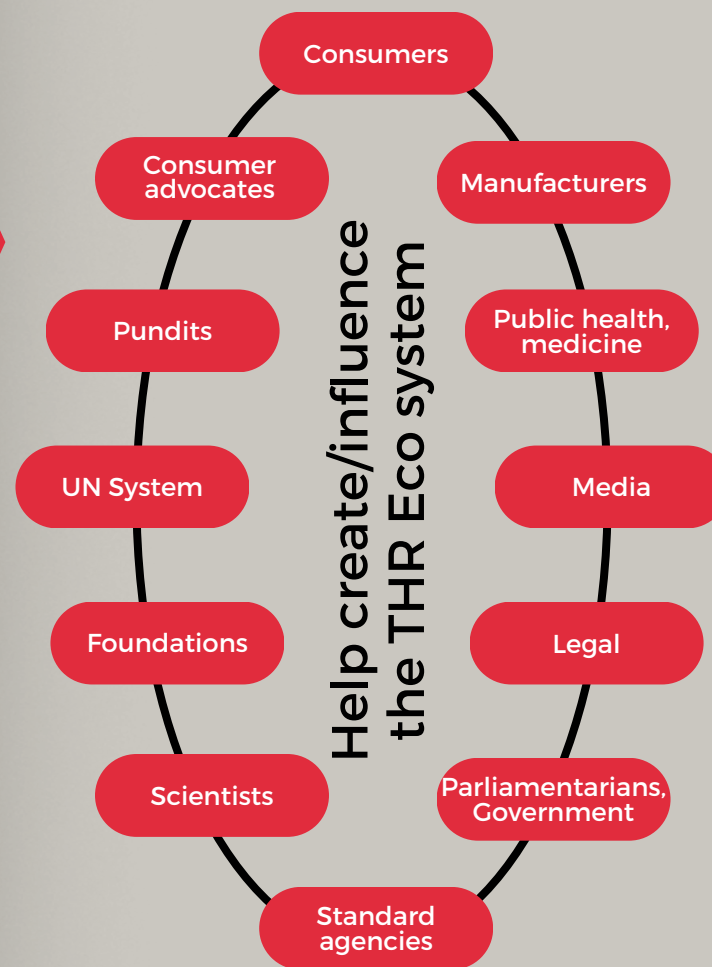 Consumers
Consumer
advocates
Manufacturers
Pundits
Public health,
medicine
UN System
Media
Help create/influence
the THR Eco system
Foundations
Legal
Scientists
Parliamentarians,
Government
Standard
agencies